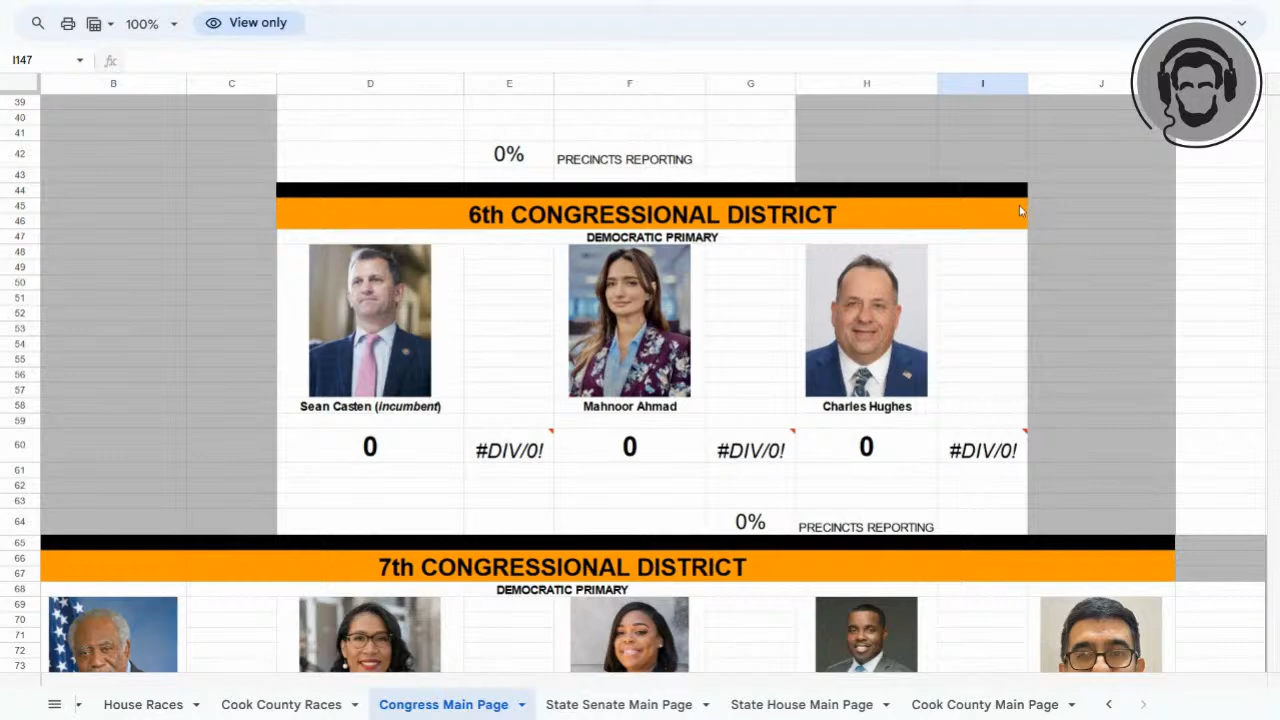 100%
View only
I147
fx
B C D E F G H I J
39
40
41
42 0% PRECINCTS REPORTING
43
44
45 6th CONGRESSIONAL DISTRICT
46
47 DEMOCRATIC PRIMARY
48
49
50
51
52
53
54
55
56
57
58 Sean Casten (incumbent) Mahnoor Ahmad Charles Hughes
59
60 0 #DIV/0! 0 #DIV/0! 0 #DIV/0!
61
62
63
64 0% PRECINCTS REPORTING
65
66 7th CONGRESSIONAL DISTRICT
67
68 DEMOCRATIC PRIMARY
69
70
71
72
73
House Races Cook County Races Congress Main Page State Senate Main Page State House Main Page Cook County Main Page